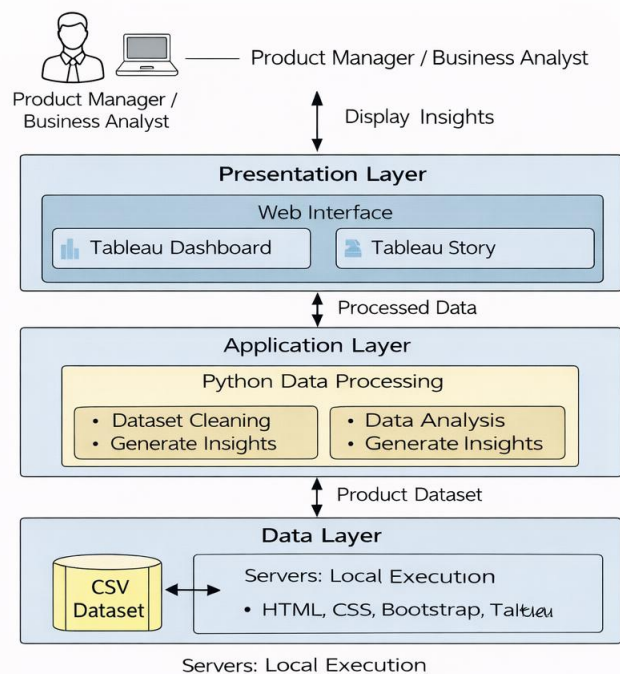 Product Manager / Business Analyst
Product Manager /
Business Analyst
Display Insights
Presentation Layer
Web Interface
Tableau Dashboard
Tableau Story
Processed Data
Application Layer
Python Data Processing
• Dataset Cleaning
• Generate Insights
• Data Analysis
• Generate Insights
Product Dataset
Data Layer
CSV
Dataset
Servers: Local Execution
• HTML, CSS, Bootstrap,
Servers: Local Execution